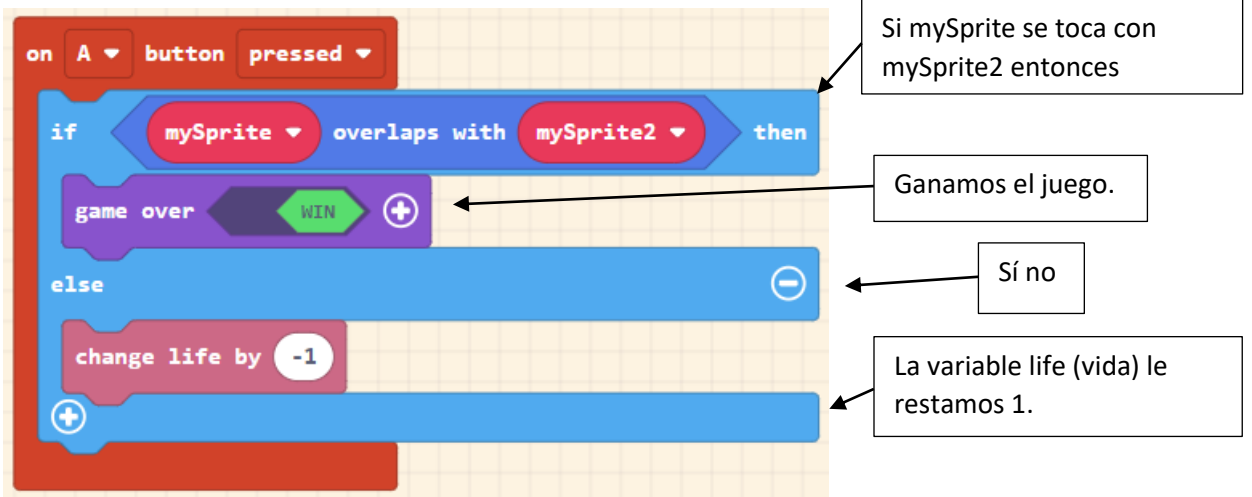 on A button pressed
if mySprite overlaps with mySprite2 then
game over WIN
else
change life by -1
Si mySprite se toca con
mySprite2 entonces
Ganamos el juego.
Sí no
La variable life (vida) le
restamos 1.